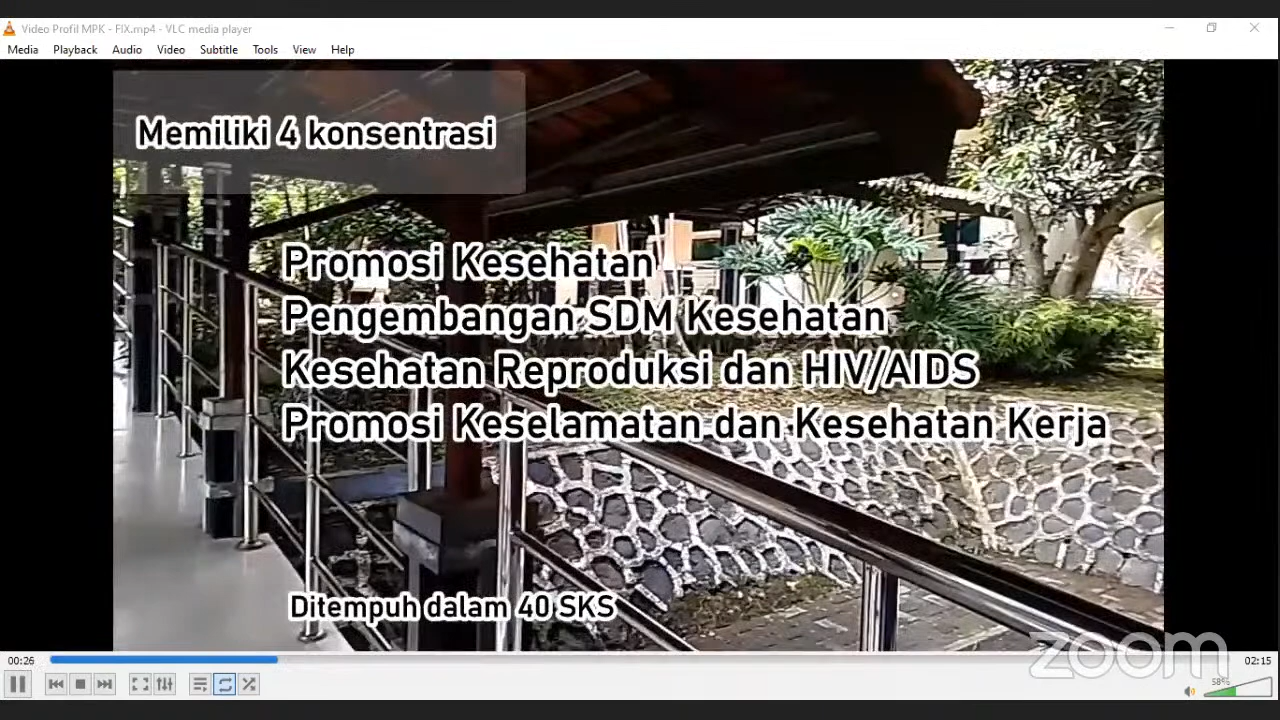 Video Profil MPK - FIX.mp4 - VLC media player
Media Playback Audio Video Subtitle Tools View Help
Memiliki 4 konsentrasi
Promosi Kesehatan
Pengembangan SDM Kesehatan
Kesehatan Reproduksi dan HIV/AIDS
Promosi Keselamatan dan Kesehatan Kerja
Ditempuh dalam 40 SKS
zoom
00:26 02:15
58%